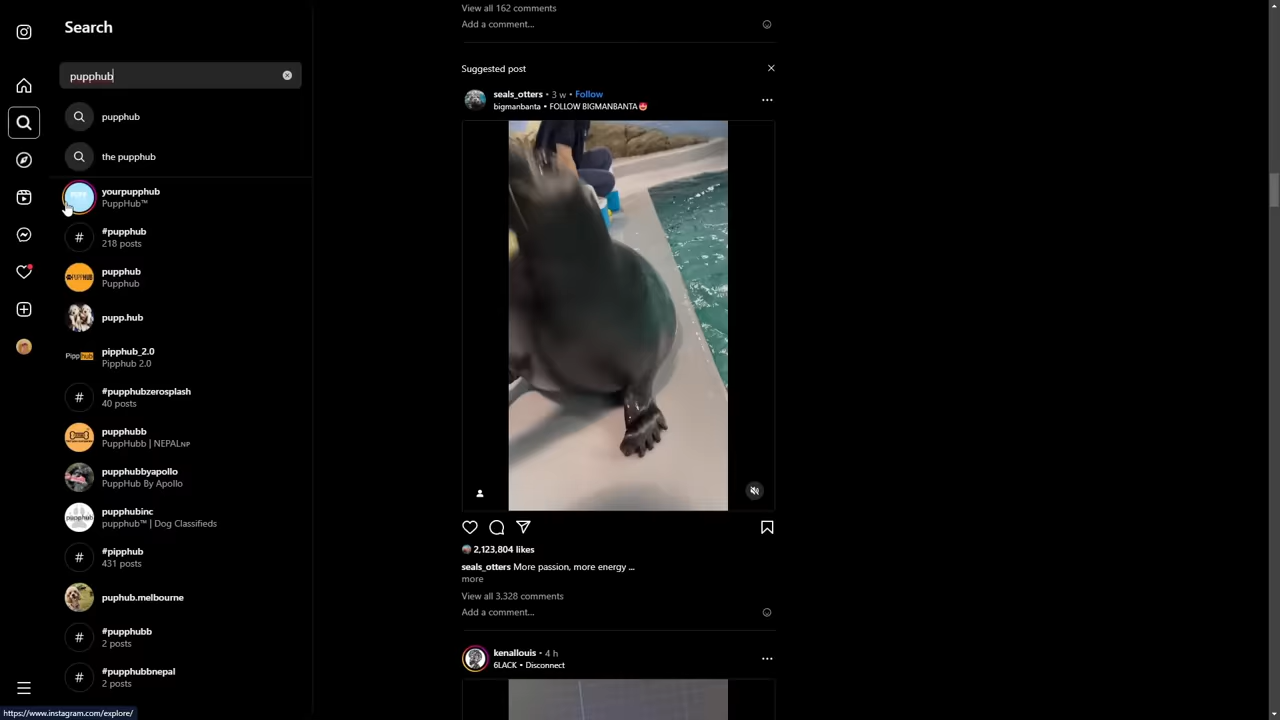 Search
pupphub
pupphub
the pupphub
yourpupphub
PuppHub™
#pupphub
218 posts
pupphub
Pupphub
pupp.hub
pipphub_2.0
Pipphub 2.0
#pupphubzerosplash
40 posts
pupphubb
PuppHubb | NEPALNP
pupphubbyapollo
PuppHub By Apollo
pupphubinc
pupphub™ | Dog Classifieds
#pipphub
431 posts
puphub.melbourne
#pupphubb
2 posts
#pupphubbnepal
2 posts
https://www.instagram.com/explore/
View all 162 comments
Add a comment...
Suggested post
seals_otters • 3 w • Follow
bigmanbanta • FOLLOW BIGMANBANTA
2,123,804 likes
seals_otters More passion, more energy ...
more
View all 3,328 comments
Add a comment...
kenallouis • 4 h
6LACK • Disconnect